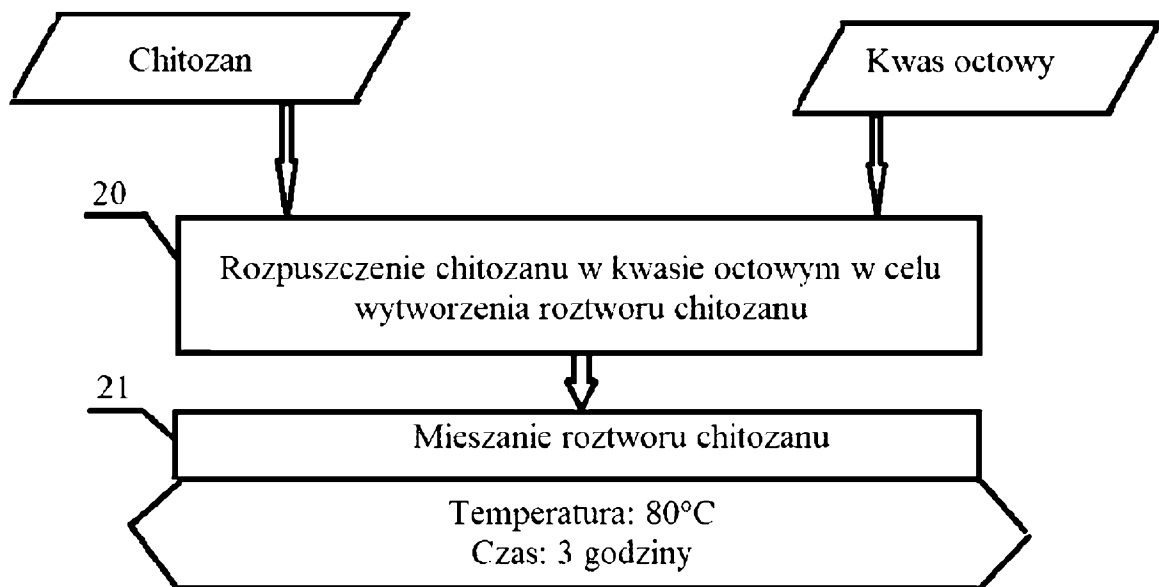 Chitozan
Kwas octowy
20
Rozpuszczenie chitozanu w kwasie octowym w celu
wytworzenia roztworu chitozanu
21
Mieszanie roztworu chitozanu
Temperatura: 80°C
Czas: 3 godziny